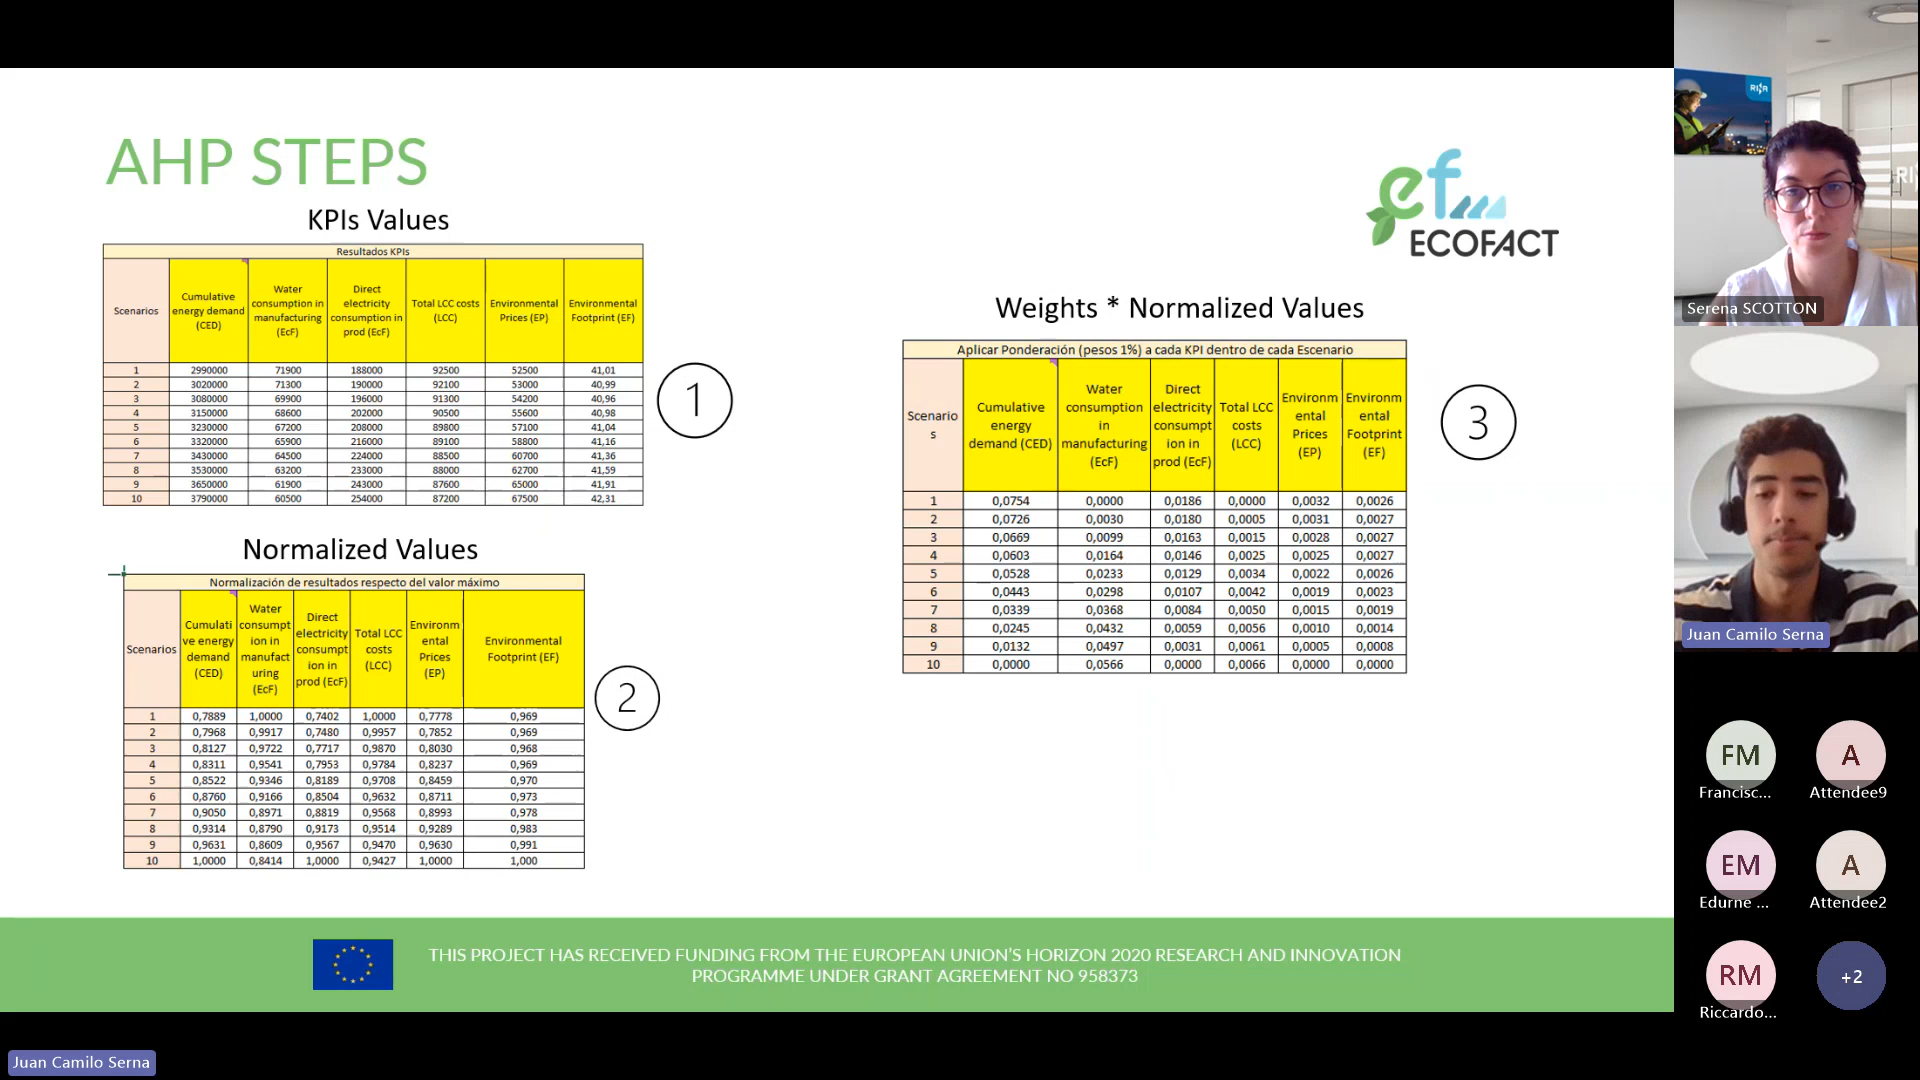 AHP STEPS
KPIs Values
Resultados KPIs
Scenarios
Cumulative energy demand (CED)
Water consumption in manufacturing (EcF)
Direct electricity consumption in prod (EcF)
Total LCC costs (LCC)
Environmental Prices (EP)
Environmental Footprint (EF)
1 2990000 71900 188000 92500 52500 41,01
2 3020000 71300 190000 92100 53000 40,99
3 3080000 69900 196000 91300 54200 40,96
4 3150000 68600 202000 90500 55600 40,98
5 3230000 67200 208000 89800 57100 41,04
6 3320000 65900 216000 89100 58800 41,16
7 3430000 64500 224000 88500 60700 41,36
8 3530000 63200 233000 88000 62700 41,59
9 3650000 61900 243000 87600 65000 41,91
10 3790000 60500 254000 87200 67500 42,31
1
Normalized Values
Normalización de resultados respecto del valor máximo
Scenarios
Cumulati ve energy demand (CED)
Water consumpt ion in manufact uring (EcF)
Direct electricity consumpt ion in prod (EcF)
Total LCC costs (LCC)
Environm ental Prices (EP)
Environmental Footprint (EF)
1 0,7889 1,0000 0,7402 1,0000 0,7778 0,969
2 0,7968 0,9917 0,7480 0,9957 0,7852 0,969
3 0,8127 0,9722 0,7717 0,9870 0,8030 0,968
4 0,8311 0,9541 0,7953 0,9784 0,8237 0,969
5 0,8522 0,9346 0,8189 0,9708 0,8459 0,970
6 0,8760 0,9166 0,8504 0,9632 0,8711 0,973
7 0,9050 0,8971 0,8819 0,9568 0,8993 0,978
8 0,9314 0,8790 0,9173 0,9514 0,9289 0,983
9 0,9631 0,8609 0,9567 0,9470 0,9630 0,991
10 1,0000 0,8414 1,0000 0,9427 1,0000 1,000
2
ef
ECOFACT
Weights * Normalized Values
Aplicar Ponderación (pesos 1%) a cada KPI dentro de cada Escenario
Scenario s
Cumulative energy demand (CED)
Water consumption in manufacturing (EcF)
Direct electricity consumpt ion in prod (EcF)
Total LCC costs (LCC)
Environm ental Prices (EP)
Environm ental Footprint (EF)
1 0,0754 0,0000 0,0186 0,0000 0,0032 0,0026
2 0,0726 0,0030 0,0180 0,0005 0,0031 0,0027
3 0,0669 0,0099 0,0163 0,0015 0,0028 0,0027
4 0,0603 0,0164 0,0146 0,0025 0,0025 0,0027
5 0,0528 0,0233 0,0129 0,0034 0,0022 0,0026
6 0,0443 0,0298 0,0107 0,0042 0,0019 0,0023
7 0,0339 0,0368 0,0084 0,0050 0,0015 0,0019
8 0,0245 0,0432 0,0059 0,0056 0,0010 0,0014
9 0,0132 0,0497 0,0031 0,0061 0,0005 0,0008
10 0,0000 0,0566 0,0000 0,0066 0,0000 0,0000
3
THIS PROJECT HAS RECEIVED FUNDING FROM THE EUROPEAN UNION'S HORIZON 2020 RESEARCH AND INNOVATION
PROGRAMME UNDER GRANT AGREEMENT NO 958373
Juan Camilo Serna
Serena SCOTTON
Juan Camilo Serna
FM
Francisc...
A
Attendee9
EM
Edurne ...
A
Attendee2
RM
Riccardo...
+2